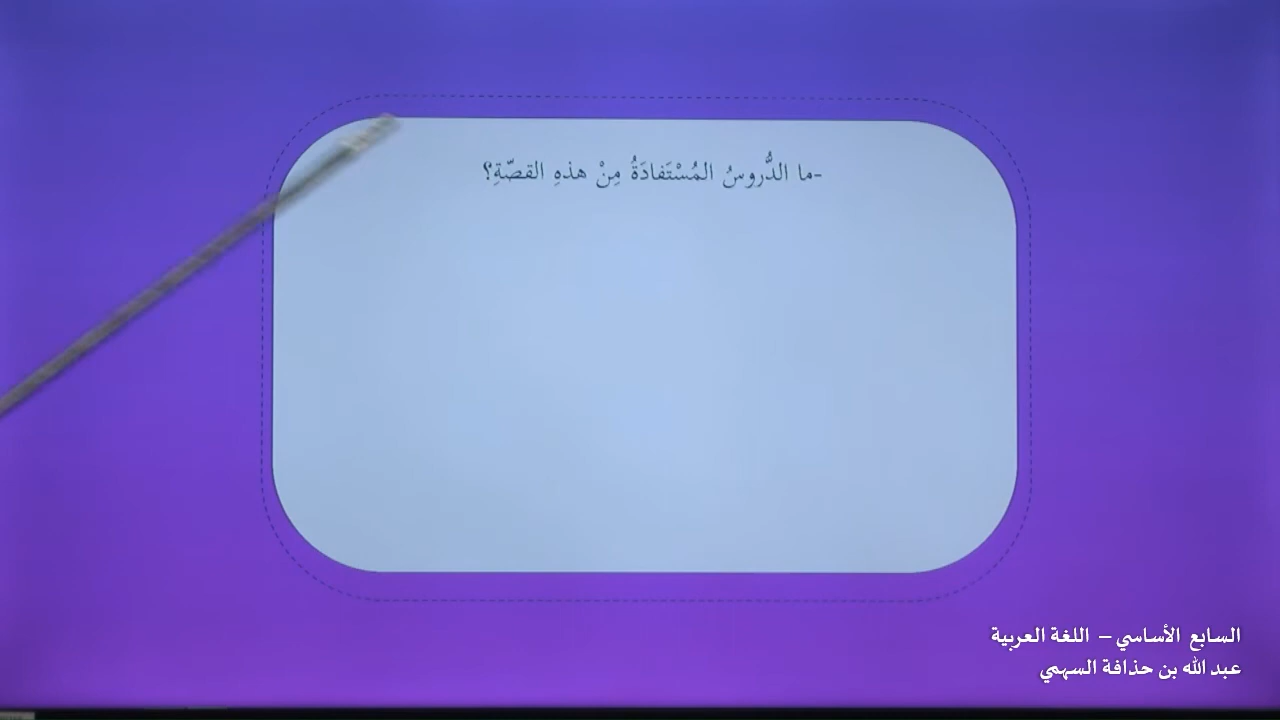 -ما الدُّروسُ المُسْتَفادَةُ مِنْ هذهِ القصّةِ؟
السابع الأساسي – اللغة العربية
عبد الله بن حذافة السهمي